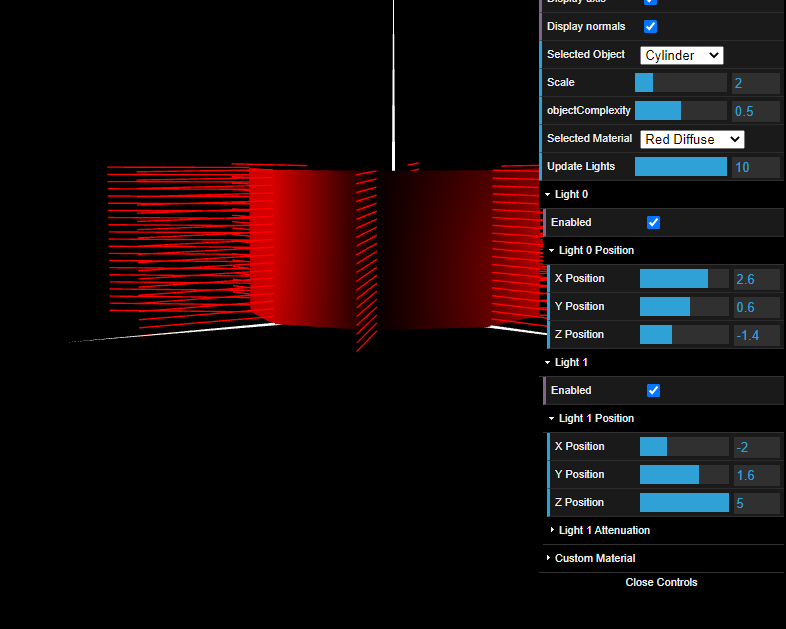 Display axis
Display normals
Selected Object Cylinder
Scale 2
objectComplexity 0.5
Selected Material Red Diffuse
Update Lights 10
Light 0
Enabled
Light 0 Position
X Position 2.6
Y Position 0.6
Z Position -1.4
Light 1
Enabled
Light 1 Position
X Position -2
Y Position 1.6
Z Position 5
Light 1 Attenuation
Custom Material
Close Controls